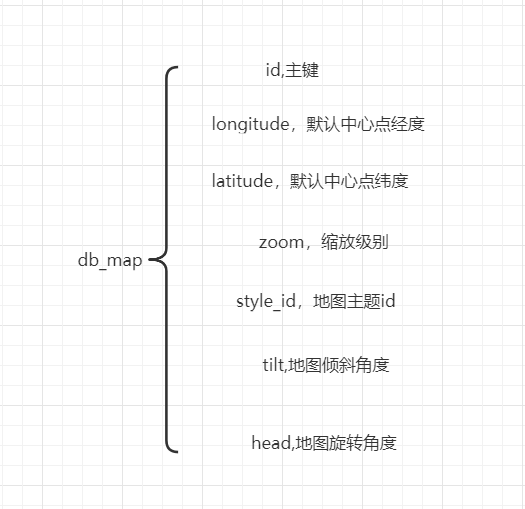 db_map
id,主键
longitude，默认中心点经度
latitude，默认中心点纬度
zoom，缩放级别
style_id，地图主题id
tilt,地图倾斜角度
head,地图旋转角度